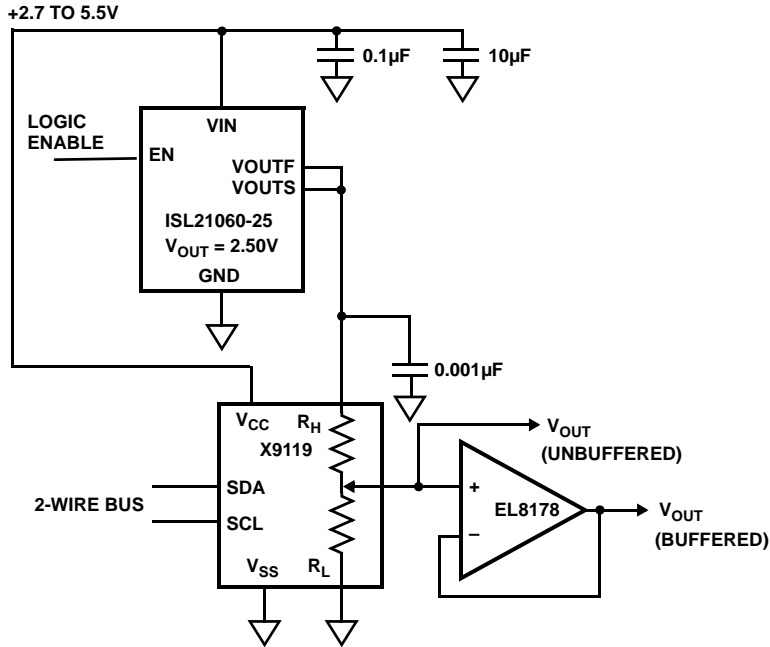 +2.7 TO 5.5V
0.1µF
10µF
LOGIC
ENABLE
VIN
EN
VOUTF
VOUTS
ISL21060-25
VOUT = 2.50V
GND
0.001µF
VCC
RH
X9119
VOUT
(UNBUFFERED)
SDA
2-WIRE BUS
SCL
+
EL8178
–
VOUT
(BUFFERED)
VSS
RL